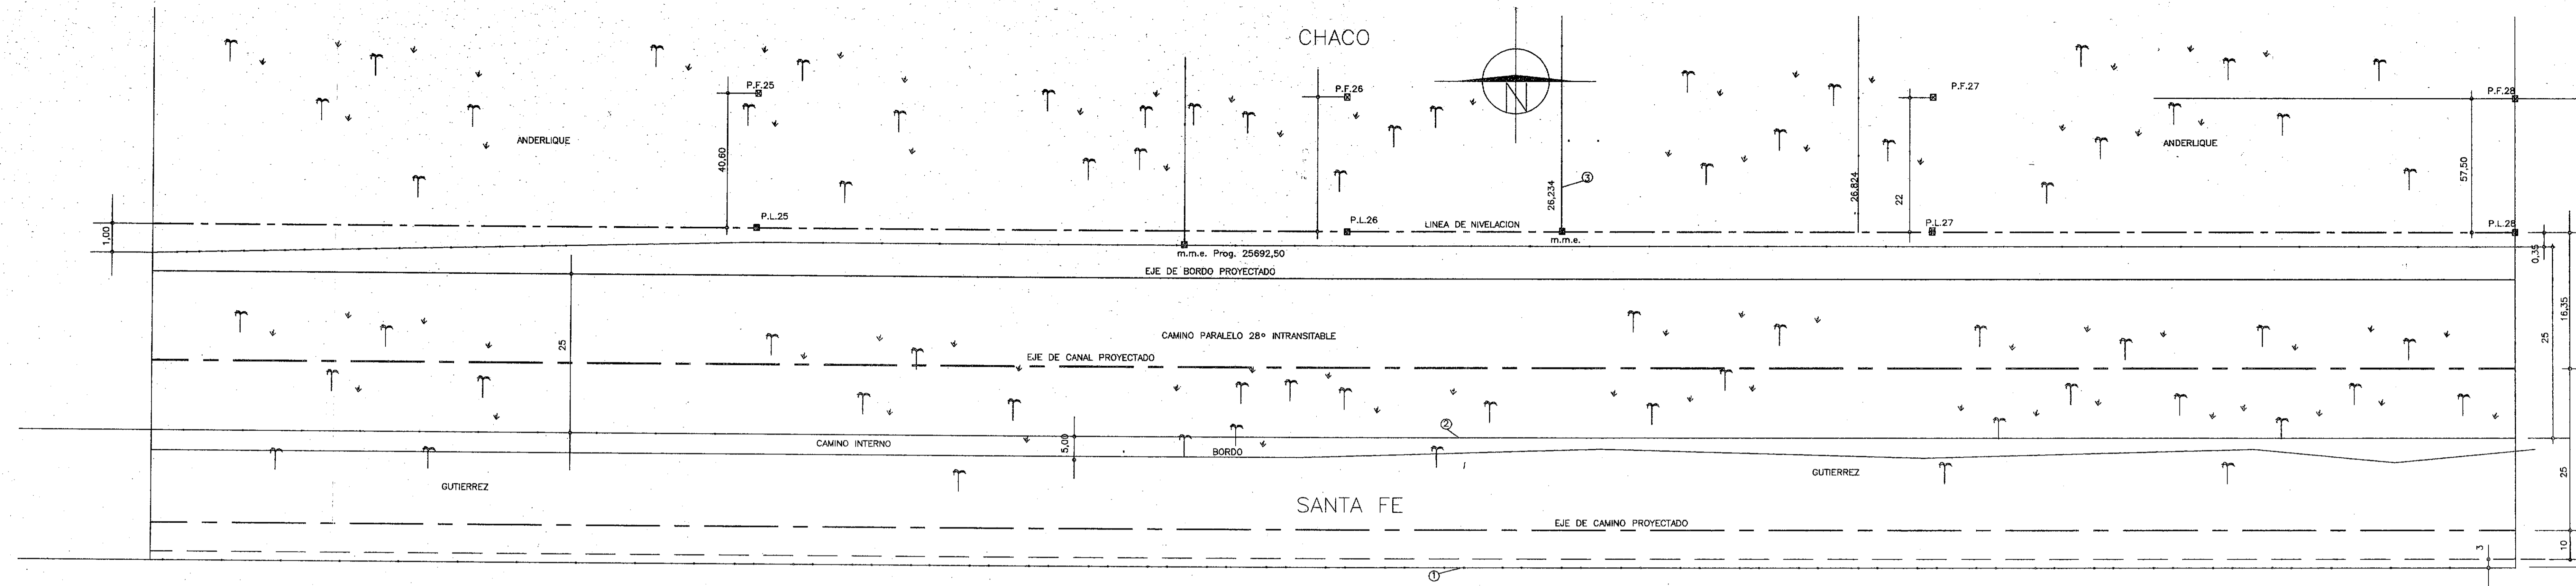 CHACO
P.F.25
P.F.26
N
P.F.27
P.F.28
ANDERLIQUE
ANDERLIQUE
40,60
26,234
3
26.824
22
57,50
1,00
P.L.25
P.L.26
LINEA DE NIVELACION
P.L.27
P.L.28
m.m.e.
m.m.e. Prog. 25692,50
0,35
EJE DE BORDO PROYECTADO
16,35
25
CAMINO PARALELO 28º INTRANSITABLE
25
EJE DE CANAL PROYECTADO
2
CAMINO INTERNO
5,00
BORDO
GUTIERREZ
GUTIERREZ
25
SANTA FE
EJE DE CAMINO PROYECTADO
3
10
1